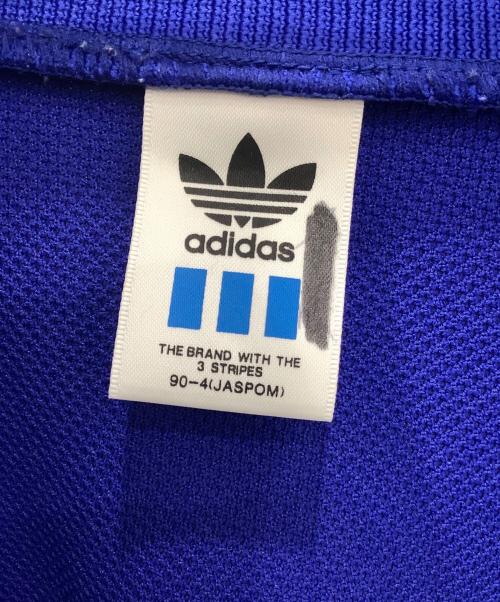 adidas
THE BRAND WITH THE
3 STRIPES
90-4(JASPOM)